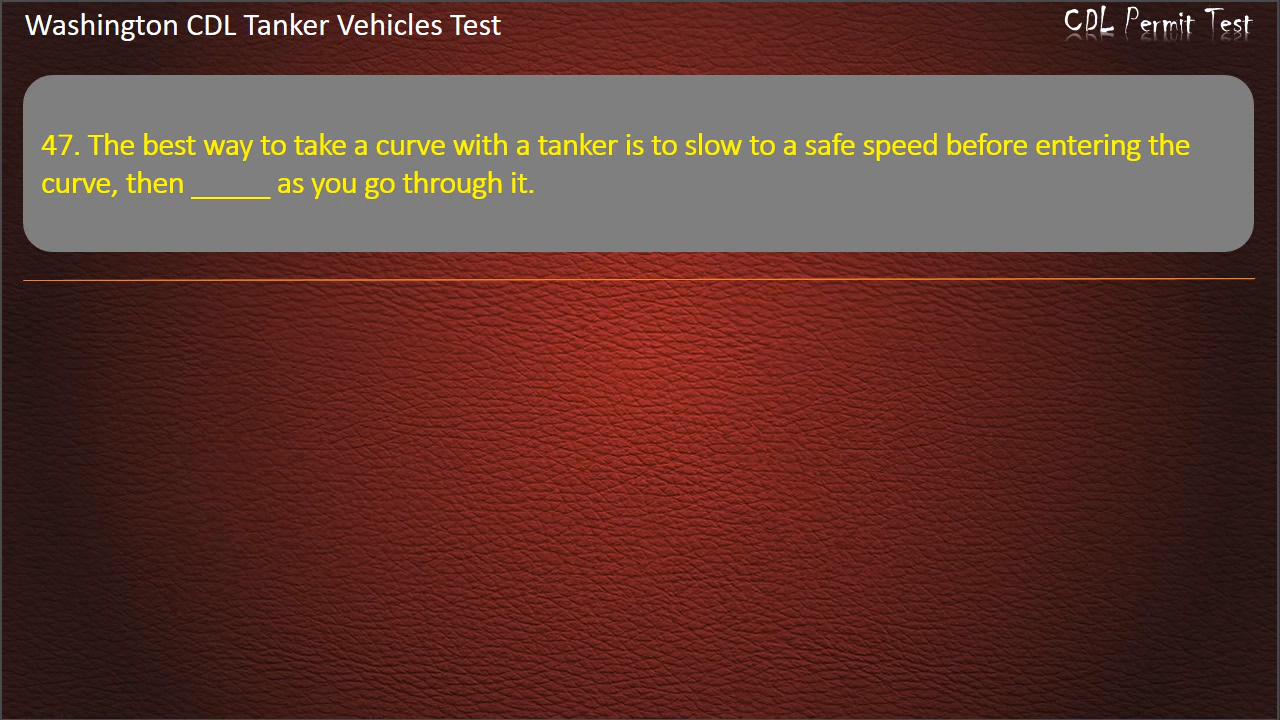 Washington CDL Tanker Vehicles Test
CDL Permit Test
47. The best way to take a curve with a tanker is to slow to a safe speed before entering the
curve, then _____ as you go through it.